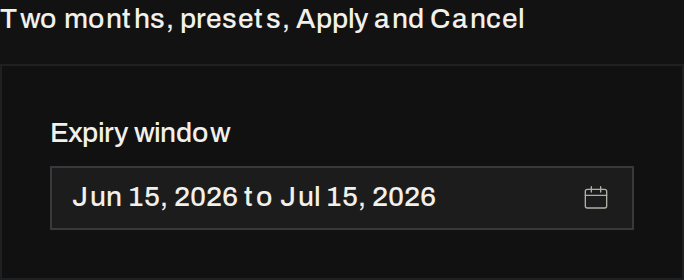 Two months, presets, Apply and Cancel
Expiry window
Jun 15, 2026 to Jul 15, 2026